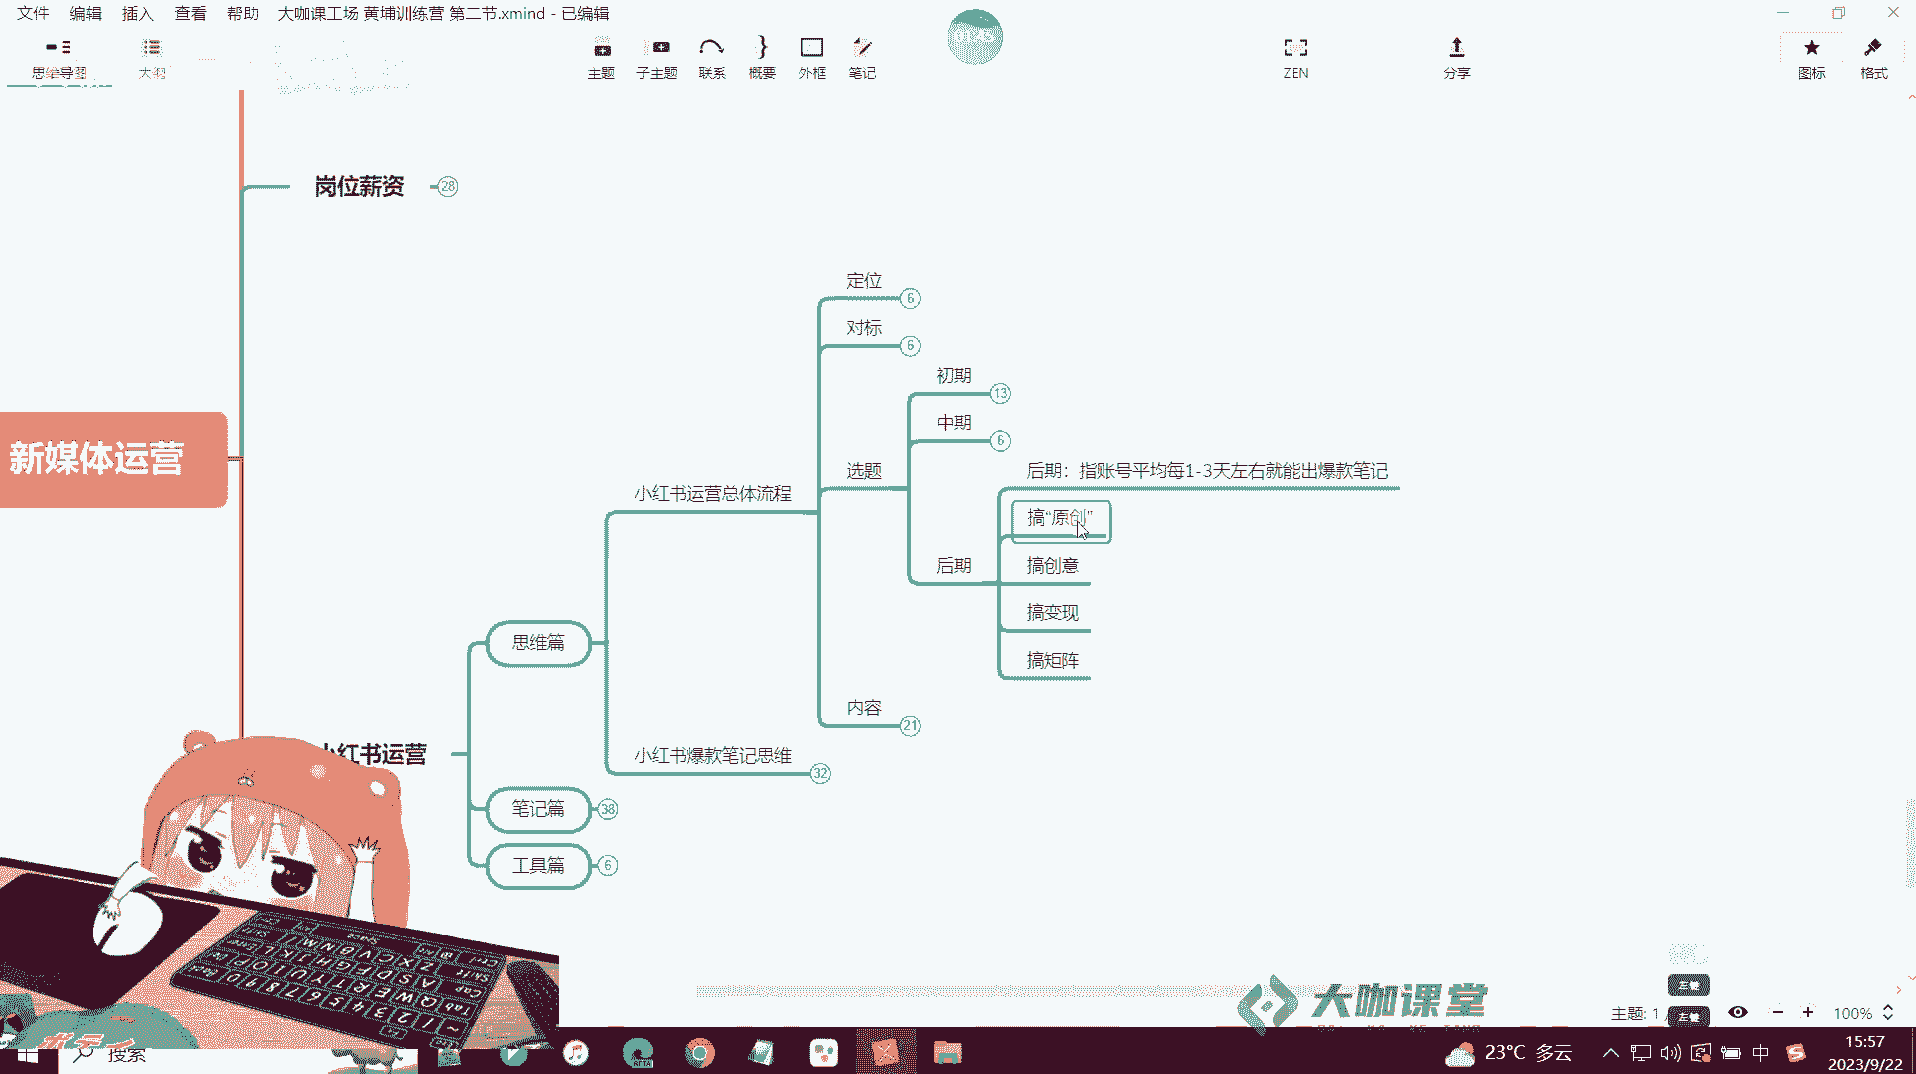 文件 编辑 插入 查看 帮助 大咖课工场 黄埔训练营 第二节.xmind - 已编辑
思维导图 大纲 主题 子主题 联系 概要 外框 笔记 ZEN 分享 图标 格式
岗位薪资 28
定位 6
对标 6
初期 13
中期 6
选题
后期：指账号平均每1-3天左右就能出爆款笔记
新媒体运营
小红书运营总体流程
搞“原创”
后期
搞创意
搞变现
思维篇
搞矩阵
内容 21
小红书运营
小红书爆款笔记思维 32
笔记篇 38
工具篇 6
大咖课堂
主题: 1
左键
左键
100%
搜索
23°C 多云
中
15:57
2023/9/22